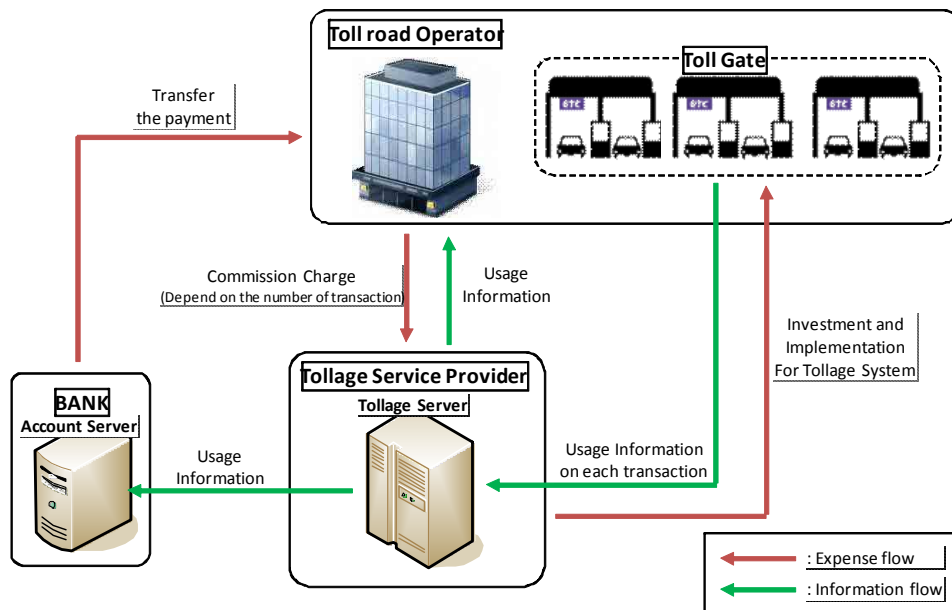 Toll road Operator
Toll Gate
ETC
ETC
ETC
Transfer
the payment
Commission Charge
(Depend on the number of transaction)
Usage
Information
Investment and
Implementation
For Tollage System
Tollage Service Provider
Tollage Server
BANK
Account Server
Usage
Information
Usage Information
on each transaction
: Expense flow
: Information flow